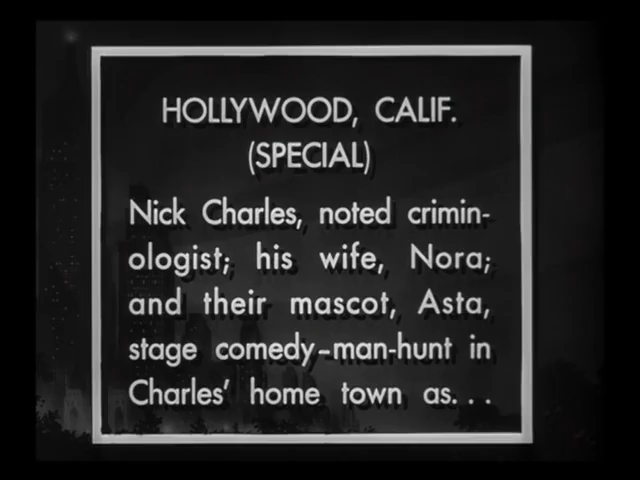 HOLLYWOOD, CALIF.
(SPECIAL)
Nick Charles, noted crimin-
ologist; his wife, Nora;
and their mascot, Asta,
stage comedy-man-hunt in
Charles' home town as...